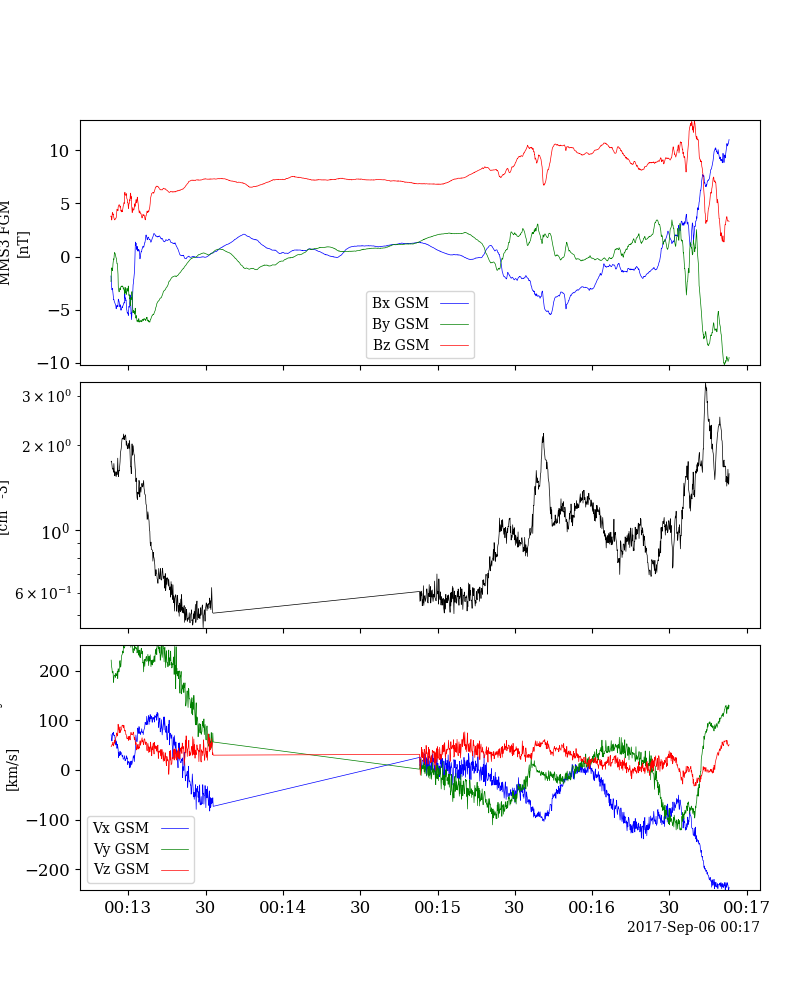 10
5
0
−5
−10
MMS3 FGM
[nT]
Bx GSM
By GSM
Bz GSM
3 × 10⁰
2 × 10⁰
10⁰
6 × 10⁻¹
200
100
0
−100
−200
[km/s]
Vx GSM
Vy GSM
Vz GSM
00:13 30 00:14 30 00:15 30 00:16 30 00:17
2017-Sep-06 00:17